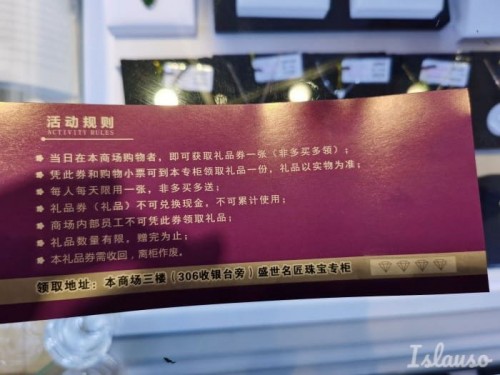 活动规则
ACTIVITY RULES
当日在本商场购物者，即可获取礼品券一张（非多买多领）；
凭此券和购物小票可到本专柜领取礼品一份，礼品以实物为准；
每人每天限用一张，非多买多送；
礼品券（礼品）不可兑换现金，不可累计使用；
商场内部员工不可凭此券领取礼品；
礼品数量有限，赠完为止；
本礼品券需收回，离柜作废。
领取地址：本商场三楼（306收银台旁）盛世名匠珠宝专柜
Islauso